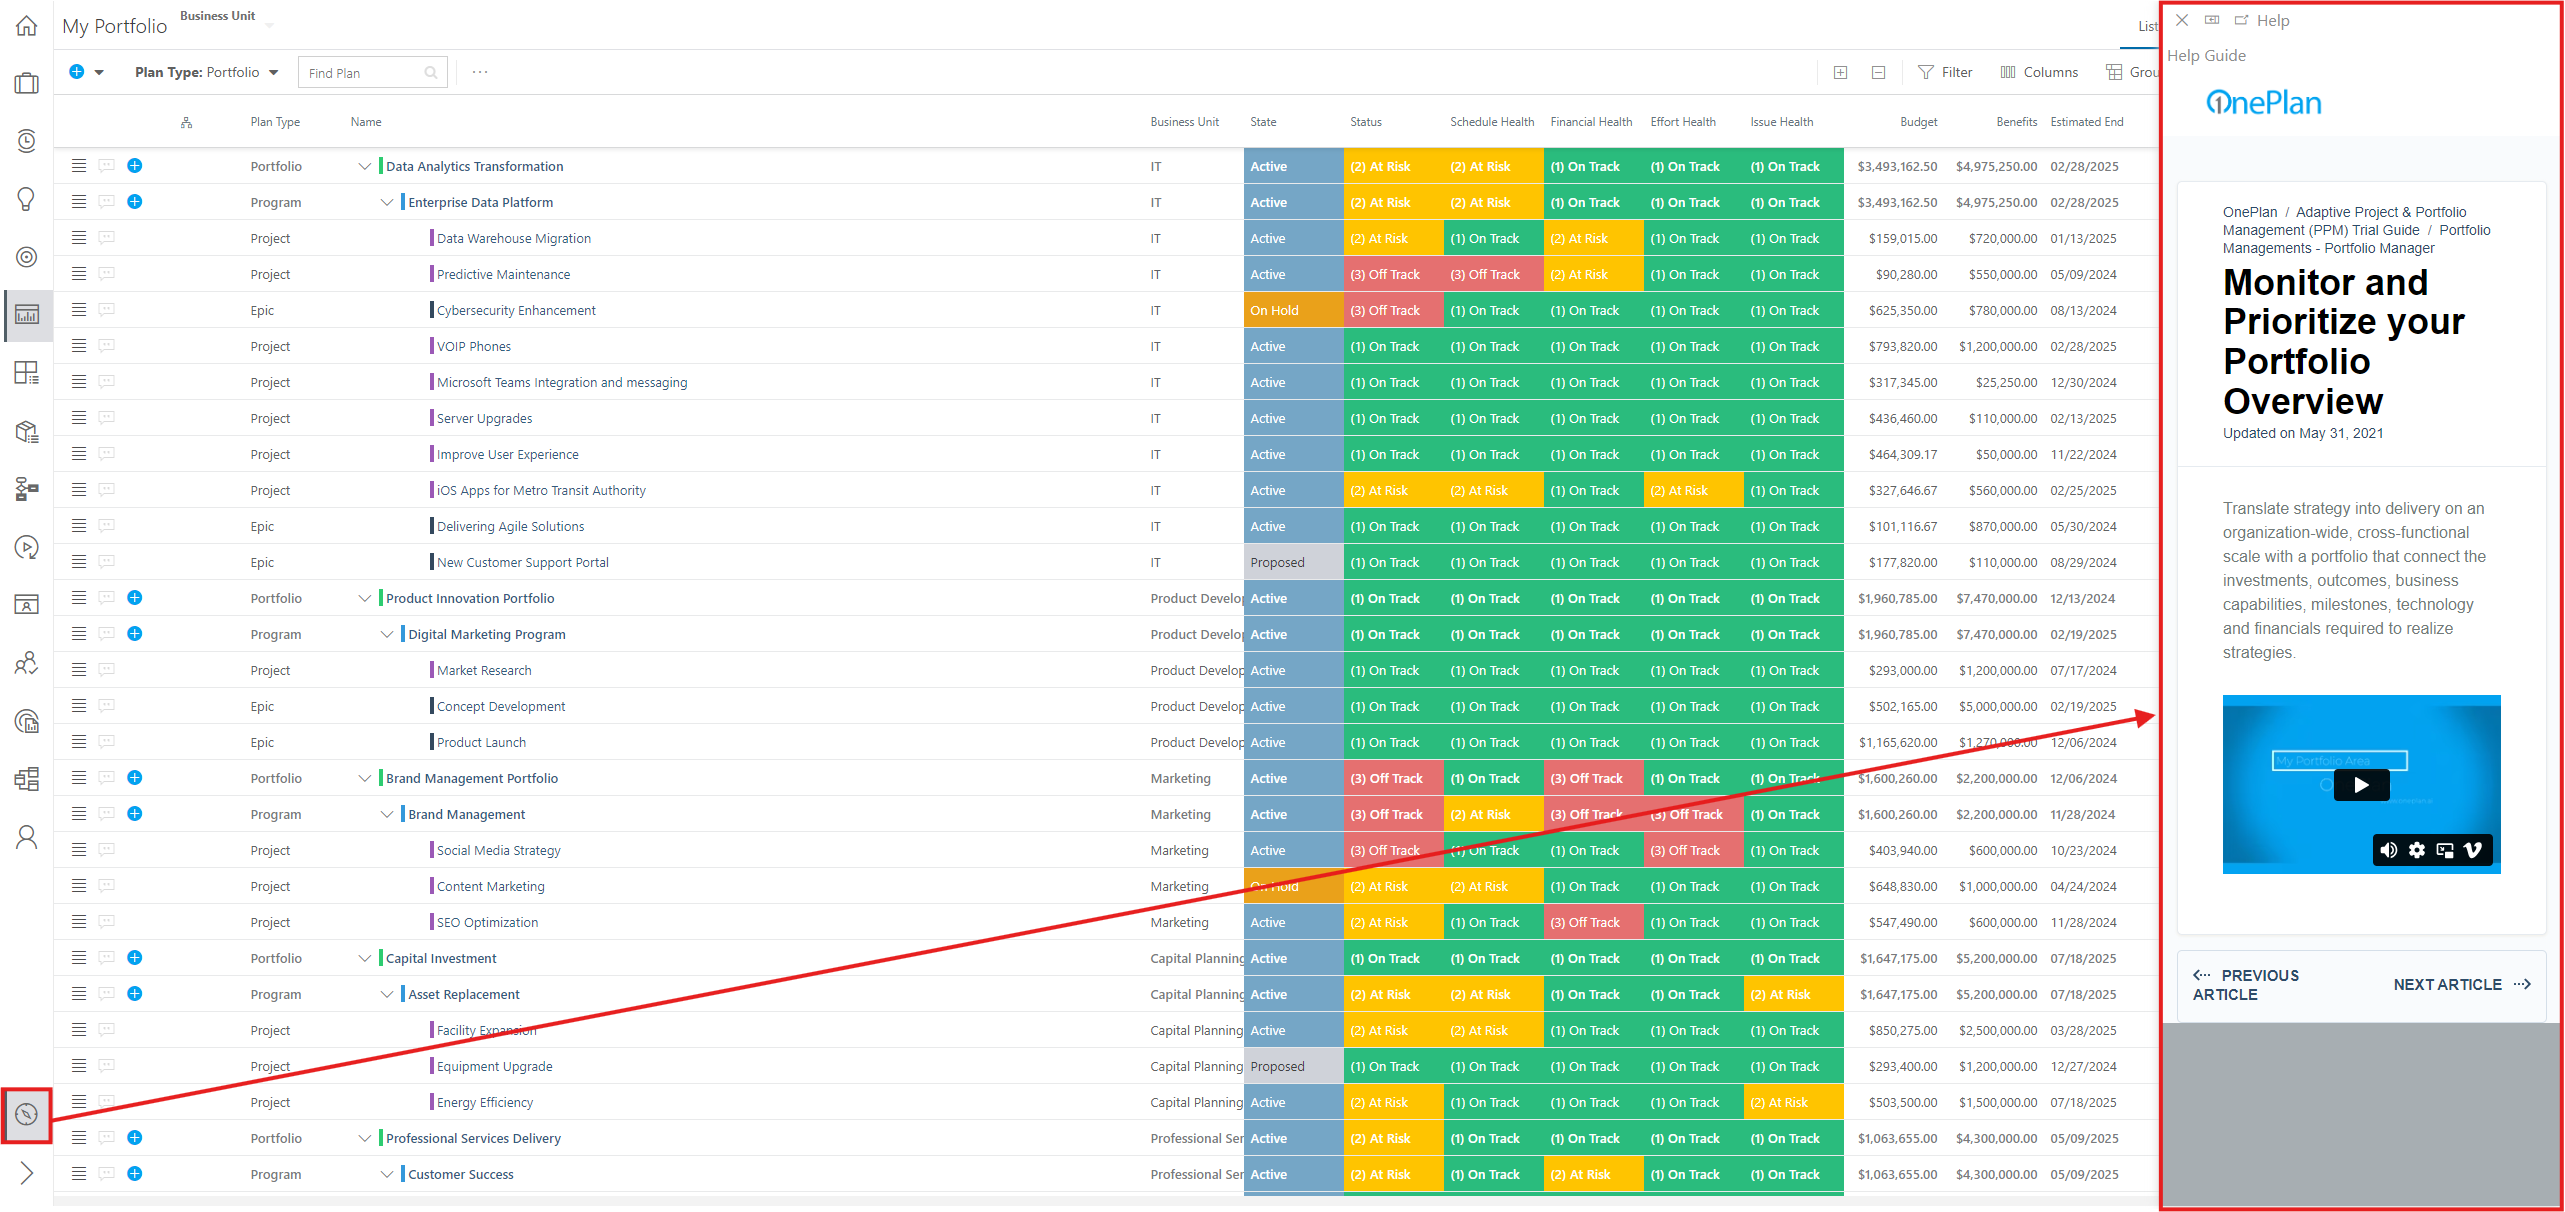 My Portfolio
Business Unit
List
Plan Type: Portfolio
Find Plan
Filter
Columns
Grou
Plan Type Name Business Unit State Status Schedule Health Financial Health Effort Health Issue Health Budget Benefits Estimated End
Portfolio Data Analytics Transformation IT Active (2) At Risk (2) At Risk (1) On Track (1) On Track (1) On Track $3,493,162.50 $4,975,250.00 02/28/2025
Program Enterprise Data Platform IT Active (2) At Risk (2) At Risk (1) On Track (1) On Track (1) On Track $3,493,162.50 $4,975,250.00 02/28/2025
Project Data Warehouse Migration IT Active (2) At Risk (1) On Track (2) At Risk (1) On Track (1) On Track $159,015.00 $720,000.00 01/13/2025
Project Predictive Maintenance IT Active (3) Off Track (3) Off Track (2) At Risk (1) On Track (1) On Track $90,280.00 $550,000.00 05/09/2024
Epic Cybersecurity Enhancement IT On Hold (3) Off Track (1) On Track (1) On Track (1) On Track (1) On Track $625,350.00 $780,000.00 08/13/2024
Project VOIP Phones IT Active (1) On Track (1) On Track (1) On Track (1) On Track (1) On Track $793,820.00 $1,200,000.00 02/28/2025
Project Microsoft Teams Integration and messaging IT Active (1) On Track (1) On Track (1) On Track (1) On Track (1) On Track $317,345.00 $25,250.00 12/30/2024
Project Server Upgrades IT Active (1) On Track (1) On Track (1) On Track (1) On Track (1) On Track $436,460.00 $110,000.00 02/13/2025
Project Improve User Experience IT Active (1) On Track (1) On Track (1) On Track (1) On Track (1) On Track $464,309.17 $50,000.00 11/22/2024
Project iOS Apps for Metro Transit Authority IT Active (2) At Risk (2) At Risk (1) On Track (2) At Risk (1) On Track $327,646.67 $560,000.00 02/25/2025
Epic Delivering Agile Solutions IT Active (1) On Track (1) On Track (1) On Track (1) On Track (1) On Track $101,116.67 $870,000.00 05/30/2024
Epic New Customer Support Portal IT Proposed (1) On Track (1) On Track (1) On Track (1) On Track (1) On Track $177,820.00 $110,000.00 08/29/2024
Portfolio Product Innovation Portfolio Product Develop Active (1) On Track (1) On Track (1) On Track (1) On Track (1) On Track $1,960,785.00 $7,470,000.00 12/13/2024
Program Digital Marketing Program Product Develop Active (1) On Track (1) On Track (1) On Track (1) On Track (1) On Track $1,960,785.00 $7,470,000.00 02/19/2025
Project Market Research Product Develop Active (1) On Track (1) On Track (1) On Track (1) On Track (1) On Track $293,000.00 $1,200,000.00 07/17/2024
Epic Concept Development Product Develop Active (1) On Track (1) On Track (1) On Track (1) On Track (1) On Track $502,165.00 $5,000,000.00 02/19/2025
Epic Product Launch Product Develop Active (1) On Track (1) On Track (1) On Track (1) On Track (1) On Track $1,165,620.00 $1,270,000.00 12/06/2024
Portfolio Brand Management Portfolio Marketing Active (3) Off Track (1) On Track (3) Off Track (1) On Track (1) On Track $1,600,260.00 $2,200,000.00 12/06/2024
Program Brand Management Marketing Active (3) Off Track (2) At Risk (3) Off Track (3) Off Track (1) On Track $1,600,260.00 $2,200,000.00 11/28/2024
Project Social Media Strategy Marketing Active (3) Off Track (1) On Track (1) On Track (3) Off Track (1) On Track $403,940.00 $600,000.00 10/23/2024
Project Content Marketing Marketing On Hold (2) At Risk (2) At Risk (1) On Track (1) On Track (1) On Track $648,830.00 $1,000,000.00 04/24/2024
Project SEO Optimization Marketing Active (2) At Risk (1) On Track (3) Off Track (1) On Track (1) On Track $547,490.00 $600,000.00 11/28/2024
Portfolio Capital Investment Capital Planning Active (1) On Track (1) On Track (1) On Track (1) On Track (1) On Track $1,647,175.00 $5,200,000.00 07/18/2025
Program Asset Replacement Capital Planning Active (2) At Risk (2) At Risk (1) On Track (1) On Track (2) At Risk $1,647,175.00 $5,200,000.00 07/18/2025
Project Facility Expansion Capital Planning Active (2) At Risk (2) At Risk (1) On Track (1) On Track (1) On Track $850,275.00 $2,500,000.00 03/28/2025
Project Equipment Upgrade Capital Planning Proposed (1) On Track (1) On Track (1) On Track (1) On Track (1) On Track $293,400.00 $1,200,000.00 12/27/2024
Project Energy Efficiency Capital Planning Active (2) At Risk (1) On Track (1) On Track (1) On Track (2) At Risk $503,500.00 $1,500,000.00 07/18/2025
Portfolio Professional Services Delivery Professional Ser Active (2) At Risk (1) On Track (1) On Track (1) On Track (1) On Track $1,063,655.00 $4,300,000.00 05/09/2025
Program Customer Success Professional Ser Active (2) At Risk (1) On Track (2) At Risk (1) On Track (1) On Track $1,063,655.00 $4,300,000.00 05/09/2025
Help
Help Guide
OnePlan
OnePlan / Adaptive Project & Portfolio
Management (PPM) Trial Guide / Portfolio
Managements - Portfolio Manager
Monitor and
Prioritize your
Portfolio
Overview
Updated on May 31, 2021
Translate strategy into delivery on an
organization-wide, cross-functional
scale with a portfolio that connect the
investments, outcomes, business
capabilities, milestones, technology
and financials required to realize
strategies.
My Portfolio Area
PREVIOUS
ARTICLE
NEXT ARTICLE